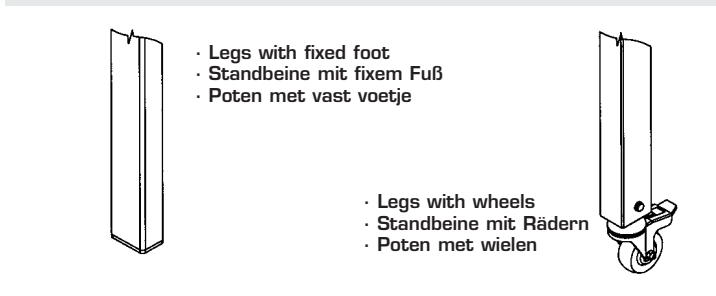 · Legs with fixed foot
· Standbeine mit fixem Fuß
· Poten met vast voetje
· Legs with wheels
· Standbeine mit Rädern
· Poten met wielen